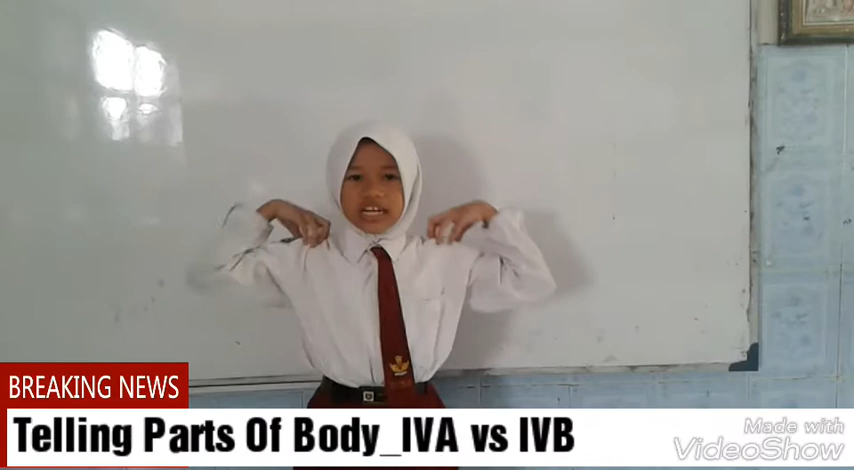 BREAKING NEWS
Telling Parts Of Body_IVA vs IVB
Made with
VideoShow